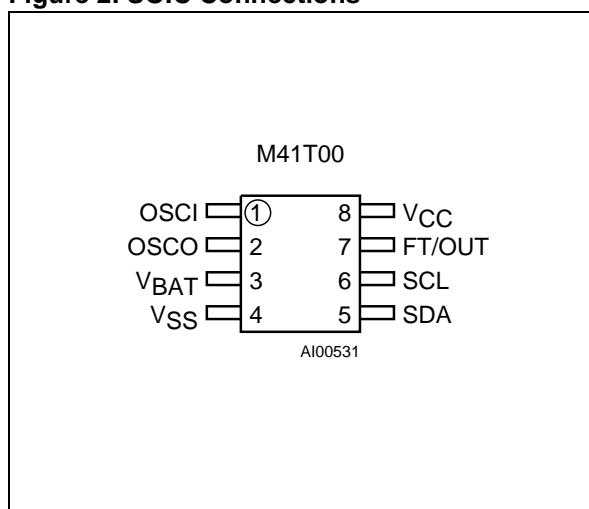 Figure 2. SOIC Connections
M41T00
OSCI 1 8 VCC
OSCO 2 7 FT/OUT
VBAT 3 6 SCL
VSS 4 5 SDA
AI00531